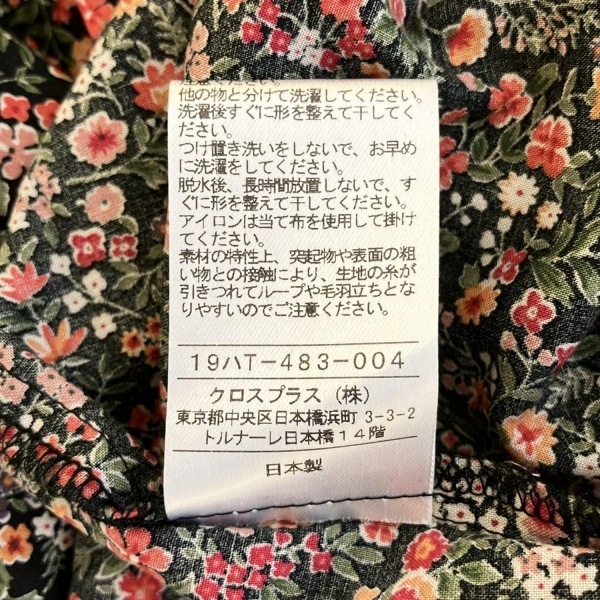 他の物と分けて洗濯してください。
洗濯後すぐに形を整えて干してく
ださい。
つけ置き洗いをしないで、お早め
に洗濯をしてください。
脱水後、長時間放置しないで、す
ぐに形を整えて干してください。
アイロンは当て布を使用して掛け
てください。
素材の特性上、突起物や表面の粗
い物との接触により、生地の糸が
引きつれてループや毛羽立ちとな
りやすいのでご注意ください。
19ハT-483-004
クロスプラス（株）
東京都中央区日本橋浜町 3-3-2
トルナーレ日本橋14階
日本製